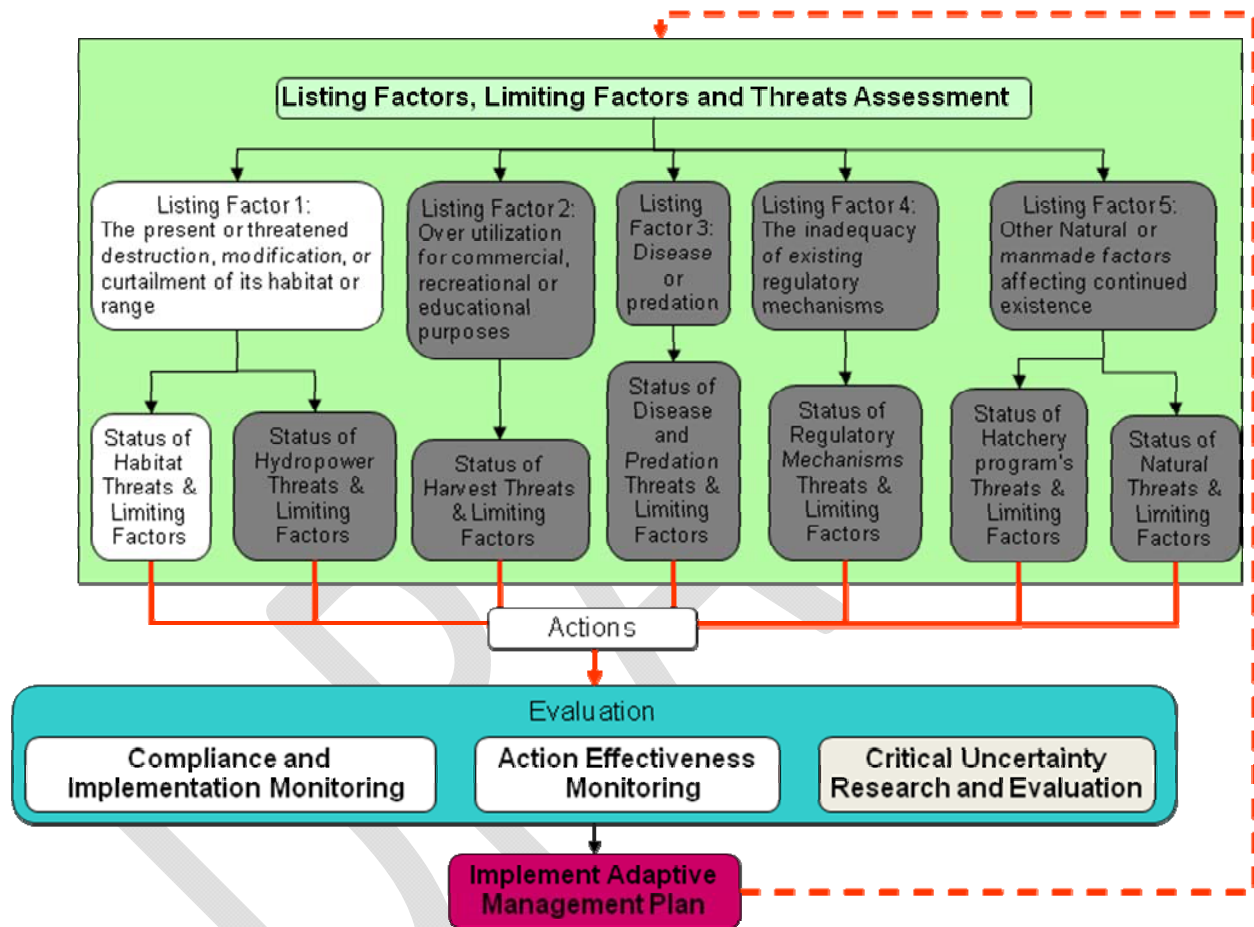 Listing Factors, Limiting Factors and Threats Assessment
Listing Factor 1:
The present or threatened
destruction, modification, or
curtailment of its habitat or
range
Listing Factor 2:
Over utilization
for commercial,
recreational or
educational
purposes
Listing
Factor 3:
Disease
or
predation
Listing Factor 4:
The inadequacy
of existing
regulatory
mechanisms
Listing Factor 5:
Other Natural or
manmade factors
affecting continued
existence
Status of
Habitat
Threats &
Limiting
Factors
Status of
Hydropower
Threats &
Limiting
Factors
Status of
Harvest Threats
& Limiting
Factors
Status of
Disease
and
Predation
Threats &
Limiting
Factors
Status of
Regulatory
Mechanisms
Threats &
Limiting
Factors
Status of
Hatchery
program's
Threats &
Limiting
Factors
Status of
Natural
Threats &
Limiting
Factors
Actions
Evaluation
Compliance and
Implementation Monitoring
Action Effectiveness
Monitoring
Critical Uncertainty
Research and Evaluation
Implement Adaptive
Management Plan